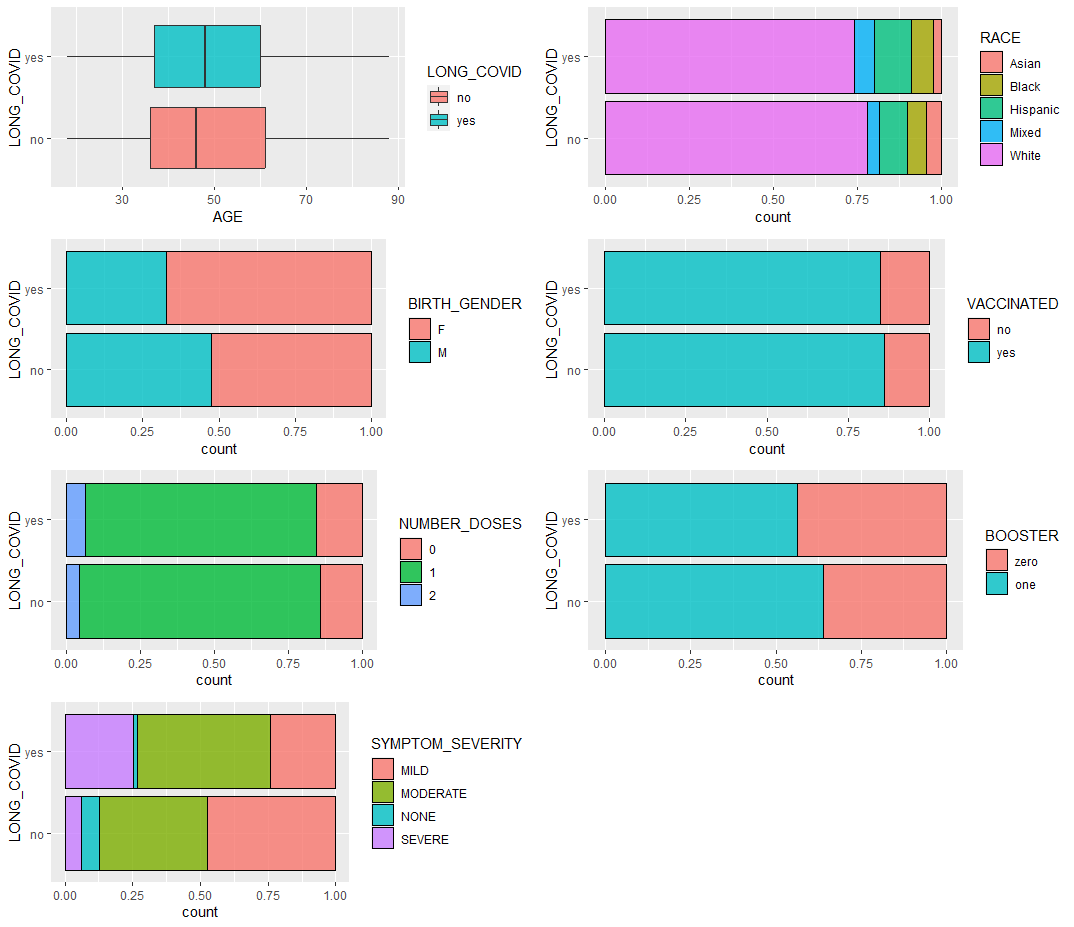 LONG_COVID
yes
no
30
50
70
90
AGE
LONG_COVID
no
yes
LONG_COVID
yes
no
0.00
0.25
0.50
0.75
1.00
count
RACE
Asian
Black
Hispanic
Mixed
White
LONG_COVID
yes
no
0.00
0.25
0.50
0.75
1.00
count
BIRTH_GENDER
F
M
LONG_COVID
yes
no
0.00
0.25
0.50
0.75
1.00
count
VACCINATED
no
yes
LONG_COVID
yes
no
0.00
0.25
0.50
0.75
1.00
count
NUMBER_DOSES
0
1
2
LONG_COVID
yes
no
0.00
0.25
0.50
0.75
1.00
count
BOOSTER
zero
one
LONG_COVID
yes
no
0.00
0.25
0.50
0.75
1.00
count
SYMPTOM_SEVERITY
MILD
MODERATE
NONE
SEVERE